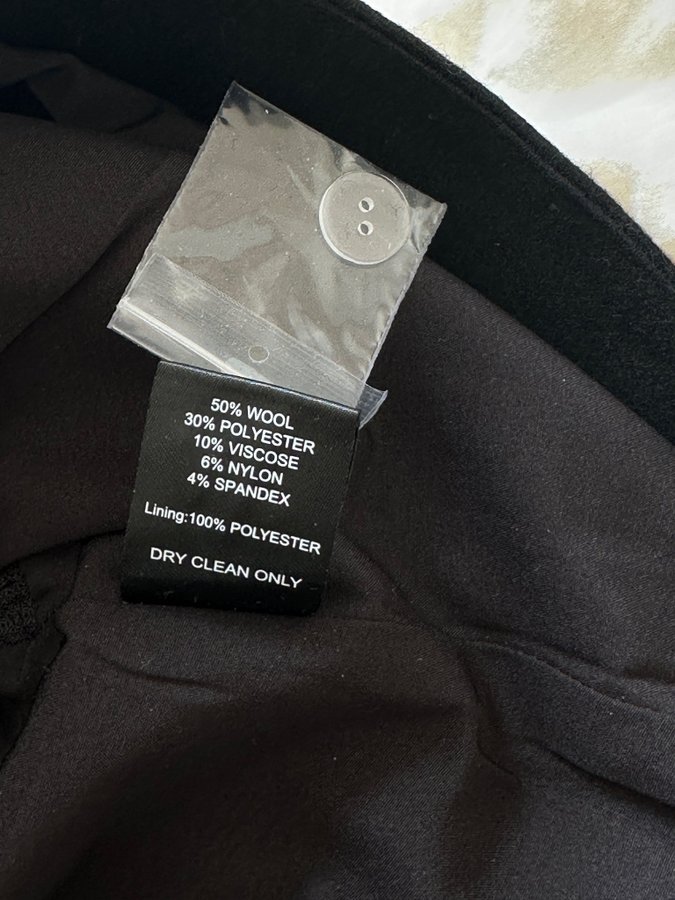 50% WOOL
30% POLYESTER
10% VISCOSE
6% NYLON
4% SPANDEX
Lining:100% POLYESTER
DRY CLEAN ONLY